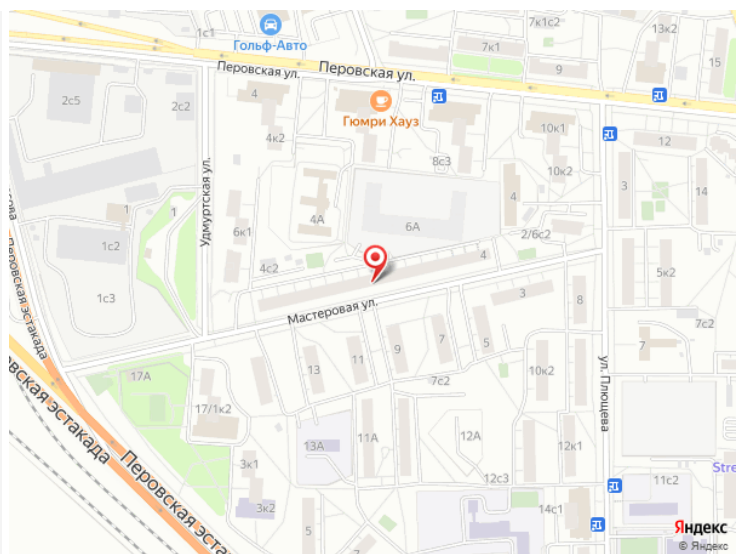 1с1
Гольф-Авто
7к1с2
13к2
7к1
Перовская ул.
Перовская ул.
9
2с5
2с2
4
Гюмри Хауз
4к2
10к1
12
8с3
10к2
3
14
4
Удмуртская ул.
1
1
4А
6А
6к1
2/6с2
1с2
4с2
4
5к2
1с3
Мастеровая ул.
3
8
7с2
Перовская эстакада
13
11
9
7
5
7
17А
7с2
10к2
ул. Плющева
17/1к2
11А
12А
13А
12к1
3к1
Stre
12с3
11с2
3к2
14с1
5
7
9
Перовская эста
Яндекс
© Яндекс